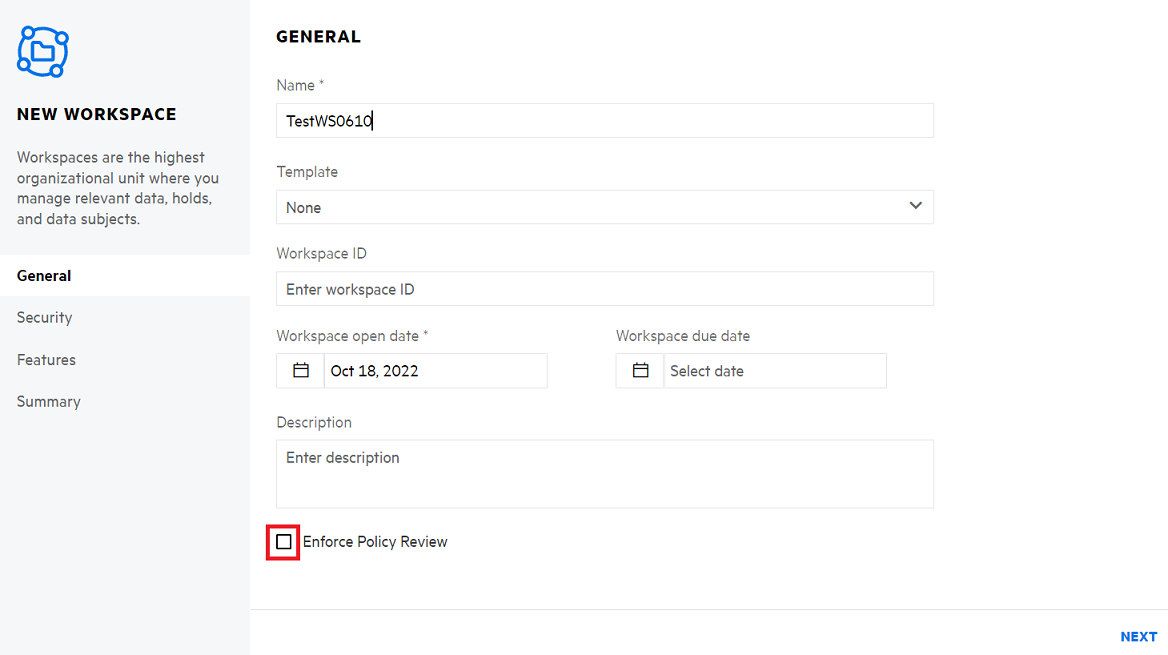 NEW WORKSPACE
Workspaces are the highest
organizational unit where you
manage relevant data, holds,
and data subjects.
General
Security
Features
Summary
GENERAL
Name *
TestWS0610
Template
None
Workspace ID
Enter workspace ID
Workspace open date * Workspace due date
Oct 18, 2022 Select date
Description
Enter description
Enforce Policy Review
NEXT